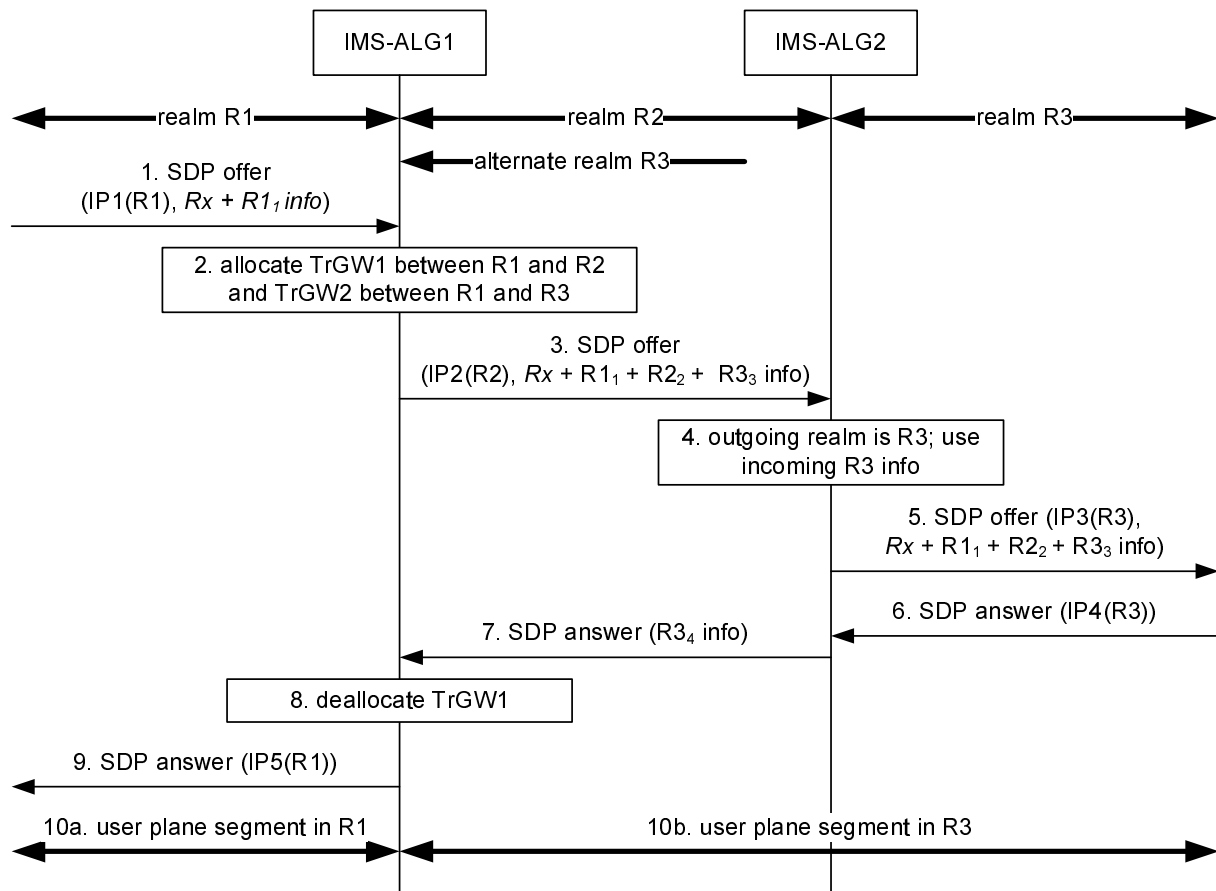 IMS-ALG1
IMS-ALG2
realm R1
realm R2
realm R3
alternate realm R3
1. SDP offer
(IP1(R1), Rx + R1₁ info)
2. allocate TrGW1 between R1 and R2
and TrGW2 between R1 and R3
3. SDP offer
(IP2(R2), Rx + R1₁ + R2₂ + R3₃ info)
4. outgoing realm is R3; use
incoming R3 info
5. SDP offer (IP3(R3),
Rx + R1₁ + R2₂ + R3₃ info)
6. SDP answer (IP4(R3))
7. SDP answer (R3₄ info)
8. deallocate TrGW1
9. SDP answer (IP5(R1))
10a. user plane segment in R1
10b. user plane segment in R3